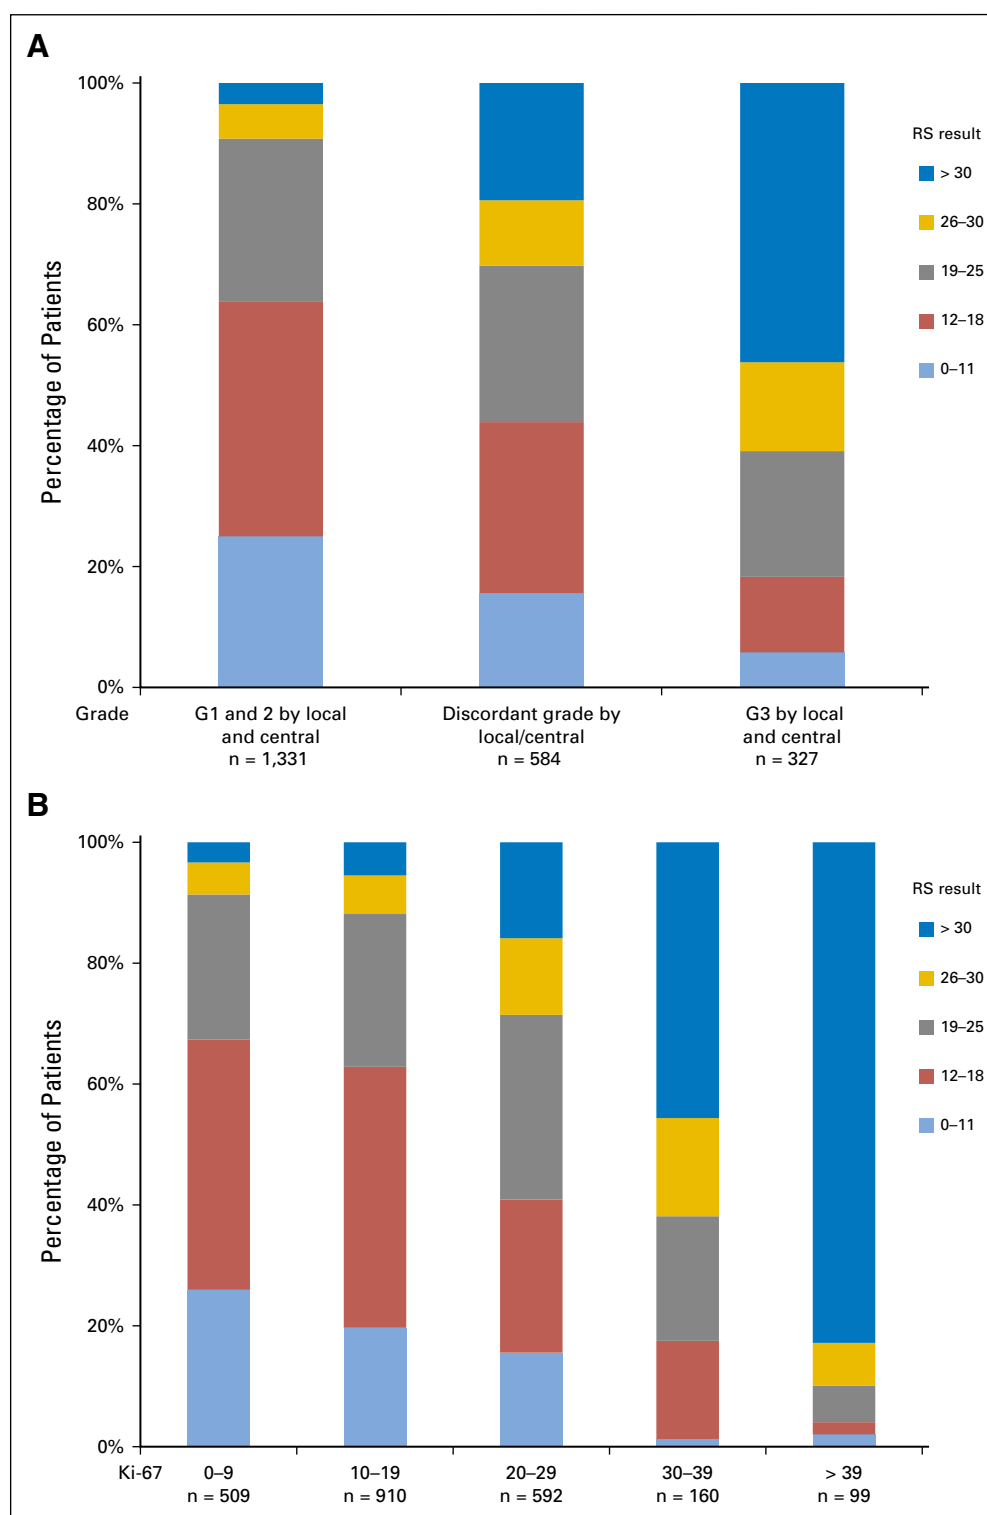 A
100%
80%
60%
40%
20%
0%
Percentage of Patients
RS result
> 30
26–30
19–25
12–18
0–11
Grade
G1 and 2 by local
and central
n = 1,331
Discordant grade by
local/central
n = 584
G3 by local
and central
n = 327
B
100%
80%
60%
40%
20%
0%
Percentage of Patients
RS result
> 30
26–30
19–25
12–18
0–11
Ki-67
0–9
n = 509
10–19
n = 910
20–29
n = 592
30–39
n = 160
> 39
n = 99